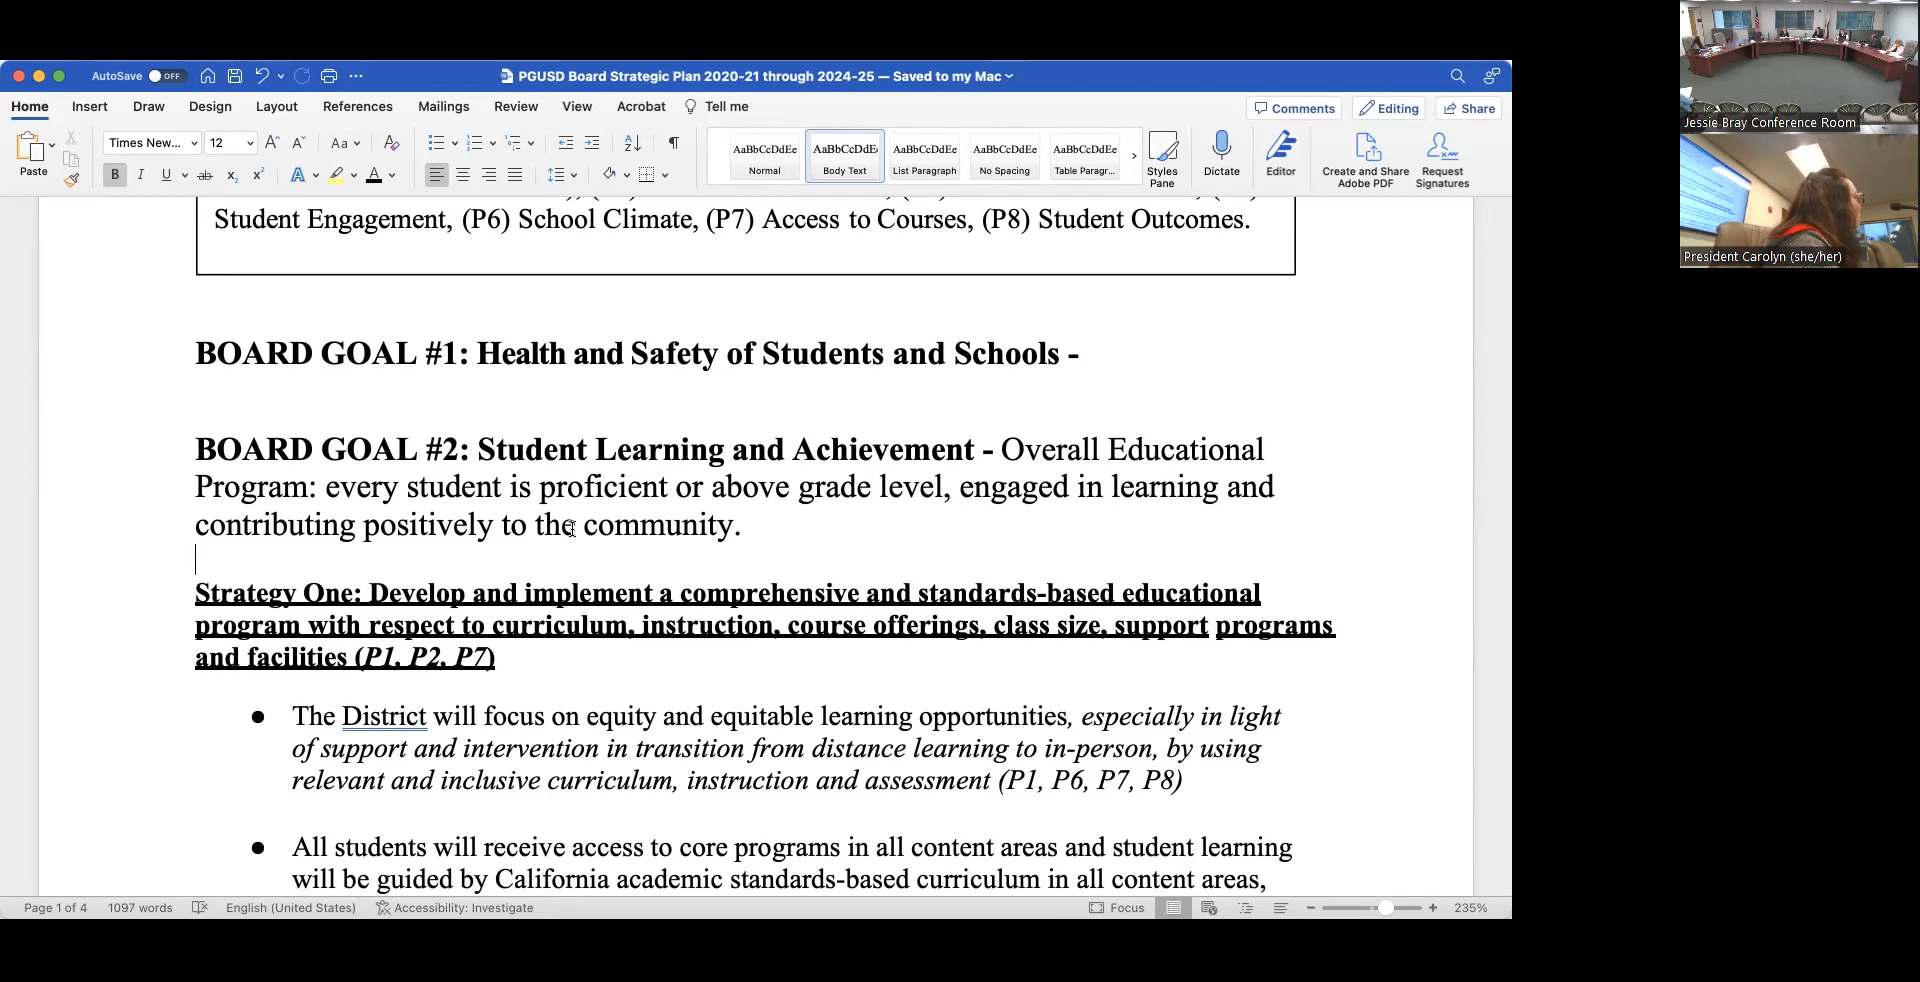 AutoSave OFF
PGUSD Board Strategic Plan 2020-21 through 2024-25 — Saved to my Mac
Home Insert Draw Design Layout References Mailings Review View Acrobat Tell me
Comments Editing Share
Paste
Times New... 12
Aa
B I U ab x₂ x²
A A
AaBbCcDdEe AaBbCcDdE AaBbCcDdEe AaBbCcDdEe AaBbCcDdEe
Normal Body Text List Paragraph No Spacing Table Paragr...
Styles Pane
Dictate
Editor
Create and Share Adobe PDF
Request Signatures
Student Engagement, (P6) School Climate, (P7) Access to Courses, (P8) Student Outcomes.
BOARD GOAL #1: Health and Safety of Students and Schools -
BOARD GOAL #2: Student Learning and Achievement - Overall Educational
Program: every student is proficient or above grade level, engaged in learning and
contributing positively to the community.
Strategy One: Develop and implement a comprehensive and standards-based educational
program with respect to curriculum, instruction, course offerings, class size, support programs
and facilities (P1, P2, P7)
● The District will focus on equity and equitable learning opportunities, especially in light
of support and intervention in transition from distance learning to in-person, by using
relevant and inclusive curriculum, instruction and assessment (P1, P6, P7, P8)
● All students will receive access to core programs in all content areas and student learning
will be guided by California academic standards-based curriculum in all content areas,
Page 1 of 4 1097 words English (United States) Accessibility: Investigate
Focus 235%
Jessie Bray Conference Room
President Carolyn (she/her)